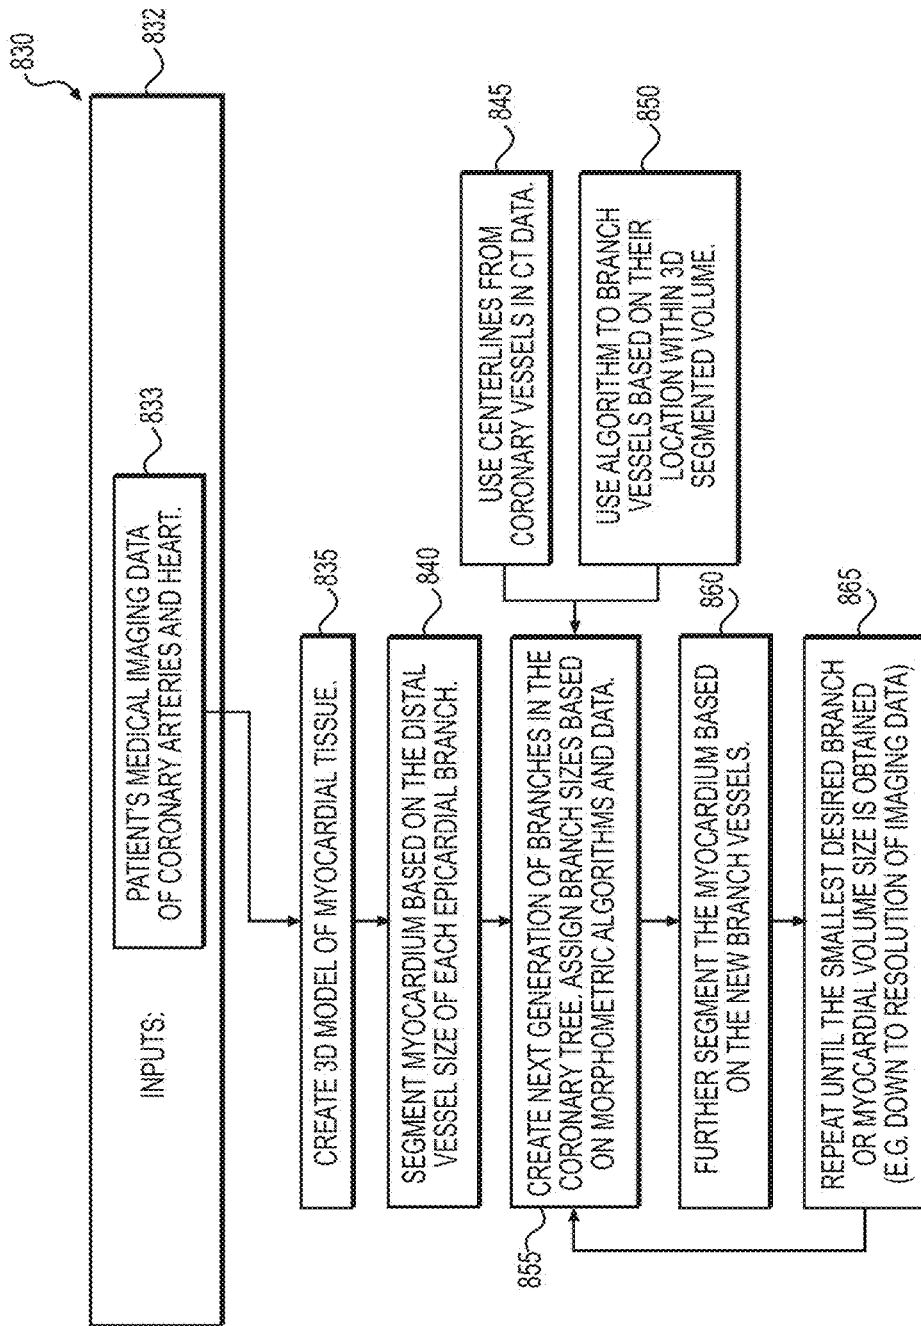 830
832
INPUTS:
833
PATIENT'S MEDICAL IMAGING DATA
OF CORONARY ARTERIES AND HEART.
835
CREATE 3D MODEL OF MYOCARDIAL TISSUE.
840
SEGMENT MYOCARDIUM BASED ON THE DISTAL
VESSEL SIZE OF EACH EPICARDIAL BRANCH.
845
USE CENTERLINES FROM
CORONARY VESSELS IN CT DATA.
850
USE ALGORITHM TO BRANCH
VESSELS BASED ON THEIR
LOCATION WITHIN 3D
SEGMENTED VOLUME.
855
CREATE NEXT GENERATION OF BRANCHES IN THE
CORONARY TREE. ASSIGN BRANCH SIZES BASED
ON MORPHOMETRIC ALGORITHMS AND DATA.
860
FURTHER SEGMENT THE MYOCARDIUM BASED
ON THE NEW BRANCH VESSELS.
865
REPEAT UNTIL THE SMALLEST DESIRED BRANCH
OR MYOCARDIAL VOLUME SIZE IS OBTAINED
(E.G. DOWN TO RESOLUTION OF IMAGING DATA)